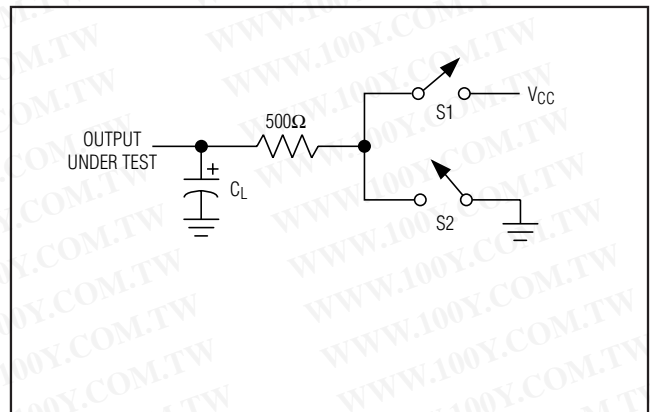 500Ω
OUTPUT
UNDER TEST
+
CL
S1
VCC
S2
WWW.100Y.COM.TW